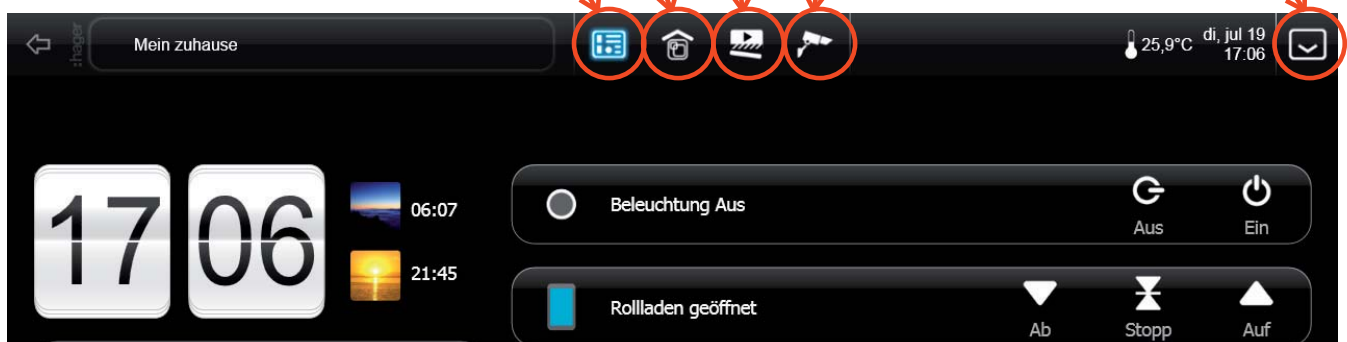 :hager
Mein zuhause
25,9°C
di, jul 19
17:06
17 06
06:07
21:45
Beleuchtung Aus
Aus
Ein
Rollladen geöffnet
Ab
Stopp
Auf